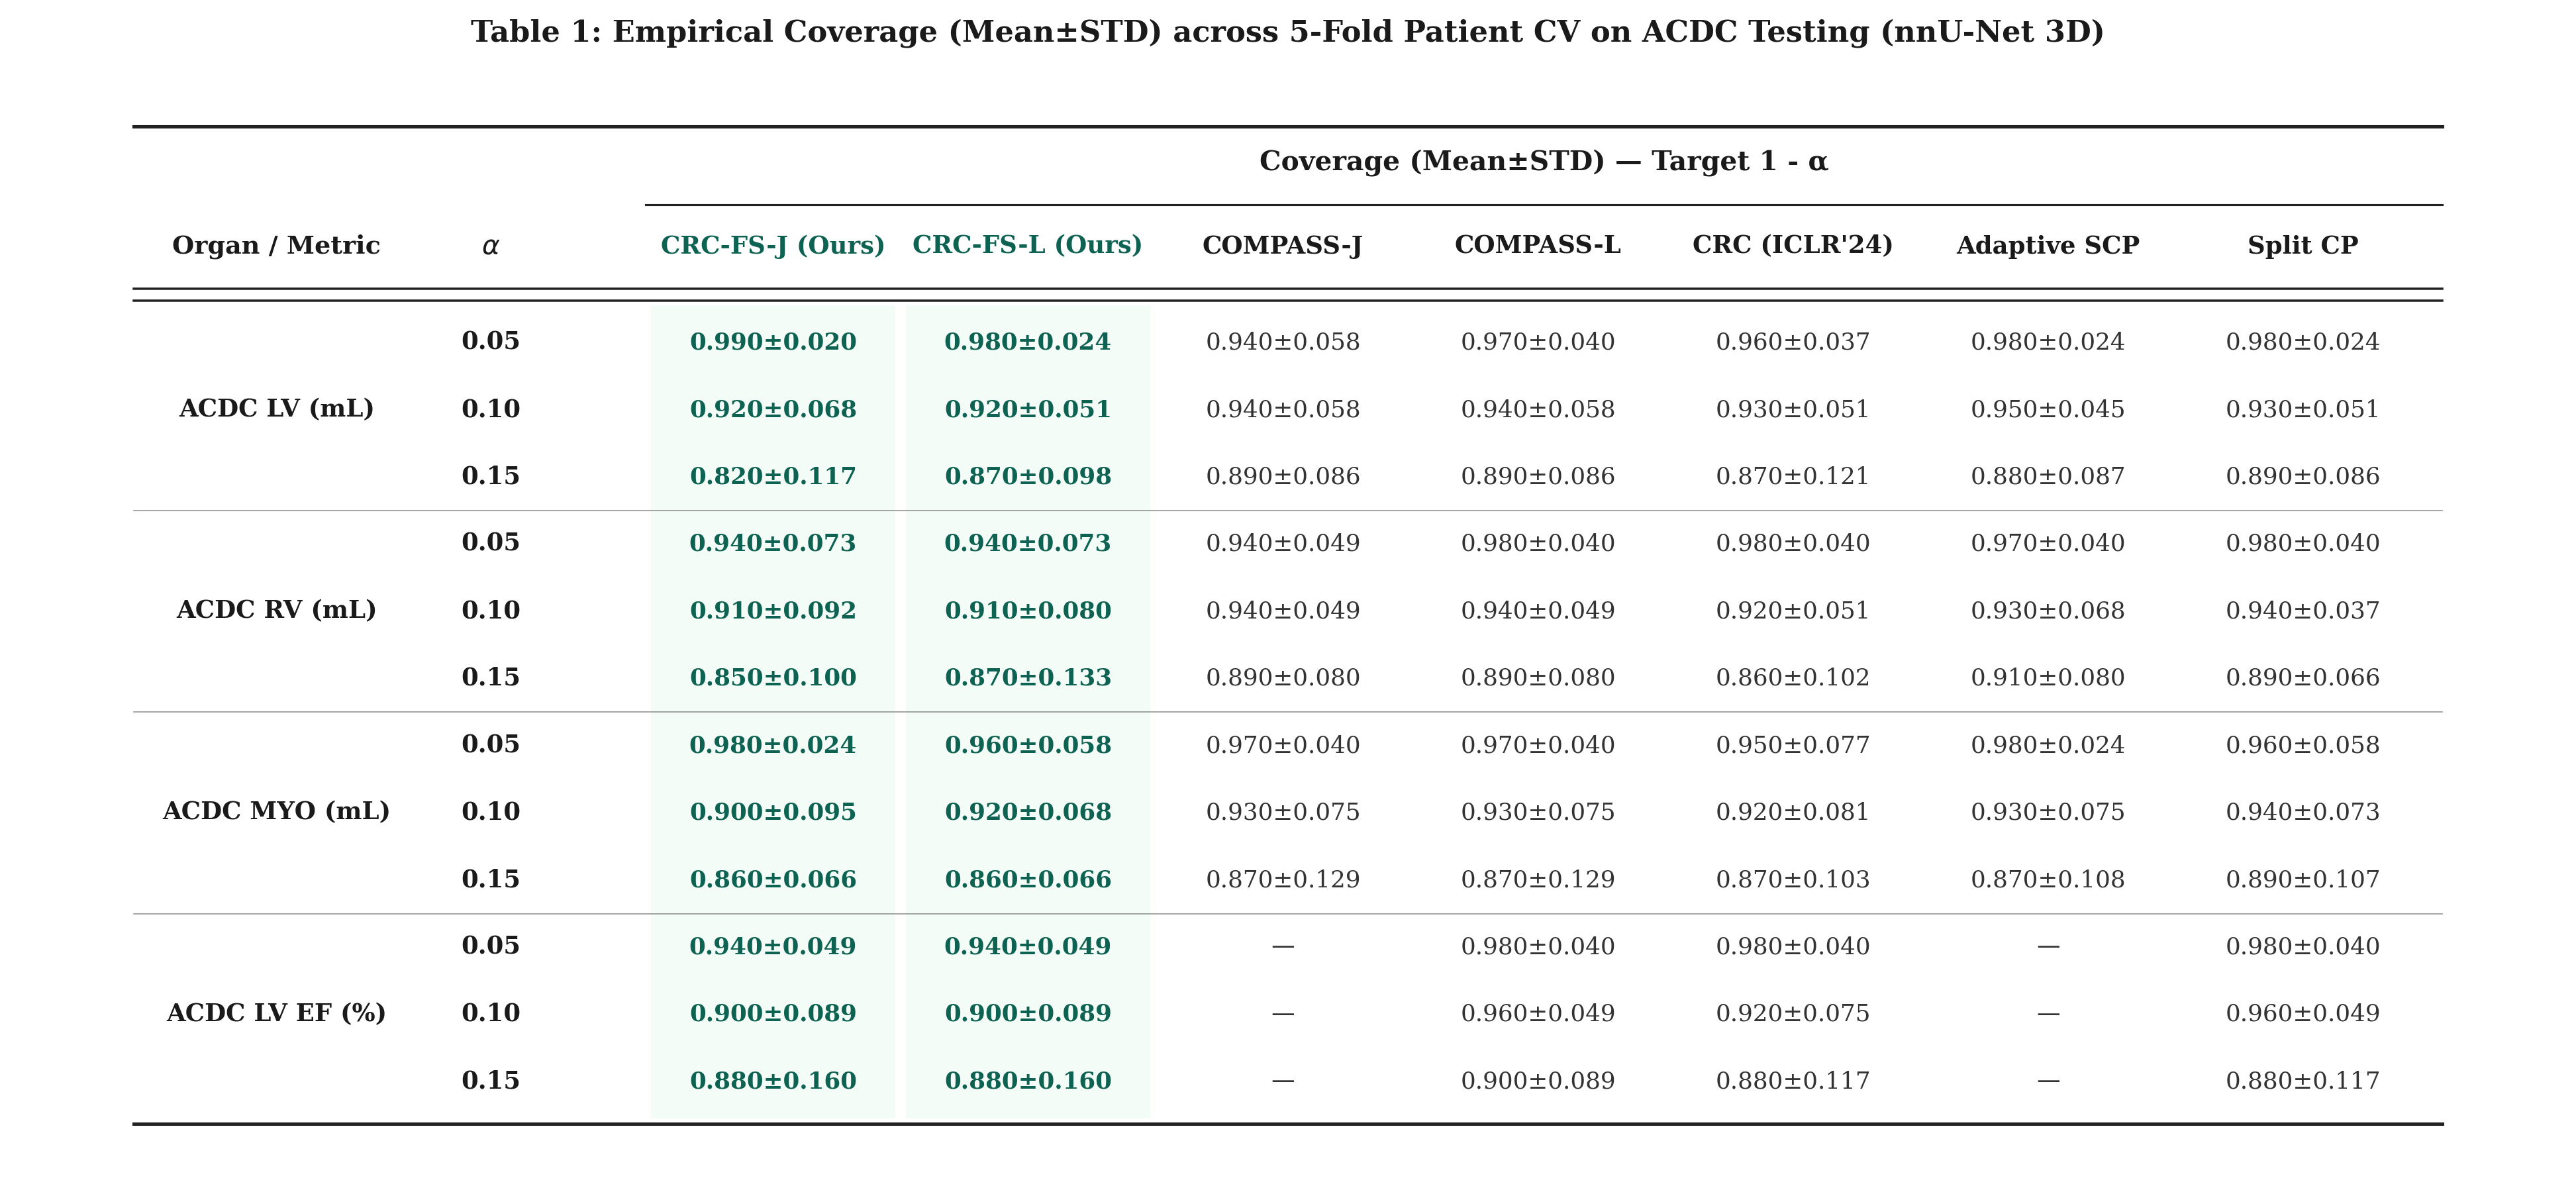 Table 1: Empirical Coverage (Mean±STD) across 5-Fold Patient CV on ACDC Testing (nnU-Net 3D)
Coverage (Mean±STD) — Target 1 - α
Organ / Metric α CRC-FS-J (Ours) CRC-FS-L (Ours) COMPASS-J COMPASS-L CRC (ICLR'24) Adaptive SCP Split CP
0.05 0.990±0.020 0.980±0.024 0.940±0.058 0.970±0.040 0.960±0.037 0.980±0.024 0.980±0.024
ACDC LV (mL) 0.10 0.920±0.068 0.920±0.051 0.940±0.058 0.940±0.058 0.930±0.051 0.950±0.045 0.930±0.051
0.15 0.820±0.117 0.870±0.098 0.890±0.086 0.890±0.086 0.870±0.121 0.880±0.087 0.890±0.086
0.05 0.940±0.073 0.940±0.073 0.940±0.049 0.980±0.040 0.980±0.040 0.970±0.040 0.980±0.040
ACDC RV (mL) 0.10 0.910±0.092 0.910±0.080 0.940±0.049 0.940±0.049 0.920±0.051 0.930±0.068 0.940±0.037
0.15 0.850±0.100 0.870±0.133 0.890±0.080 0.890±0.080 0.860±0.102 0.910±0.080 0.890±0.066
0.05 0.980±0.024 0.960±0.058 0.970±0.040 0.970±0.040 0.950±0.077 0.980±0.024 0.960±0.058
ACDC MYO (mL) 0.10 0.900±0.095 0.920±0.068 0.930±0.075 0.930±0.075 0.920±0.081 0.930±0.075 0.940±0.073
0.15 0.860±0.066 0.860±0.066 0.870±0.129 0.870±0.129 0.870±0.103 0.870±0.108 0.890±0.107
0.05 0.940±0.049 0.940±0.049 — 0.980±0.040 0.980±0.040 — 0.980±0.040
ACDC LV EF (%) 0.10 0.900±0.089 0.900±0.089 — 0.960±0.049 0.920±0.075 — 0.960±0.049
0.15 0.880±0.160 0.880±0.160 — 0.900±0.089 0.880±0.117 — 0.880±0.117